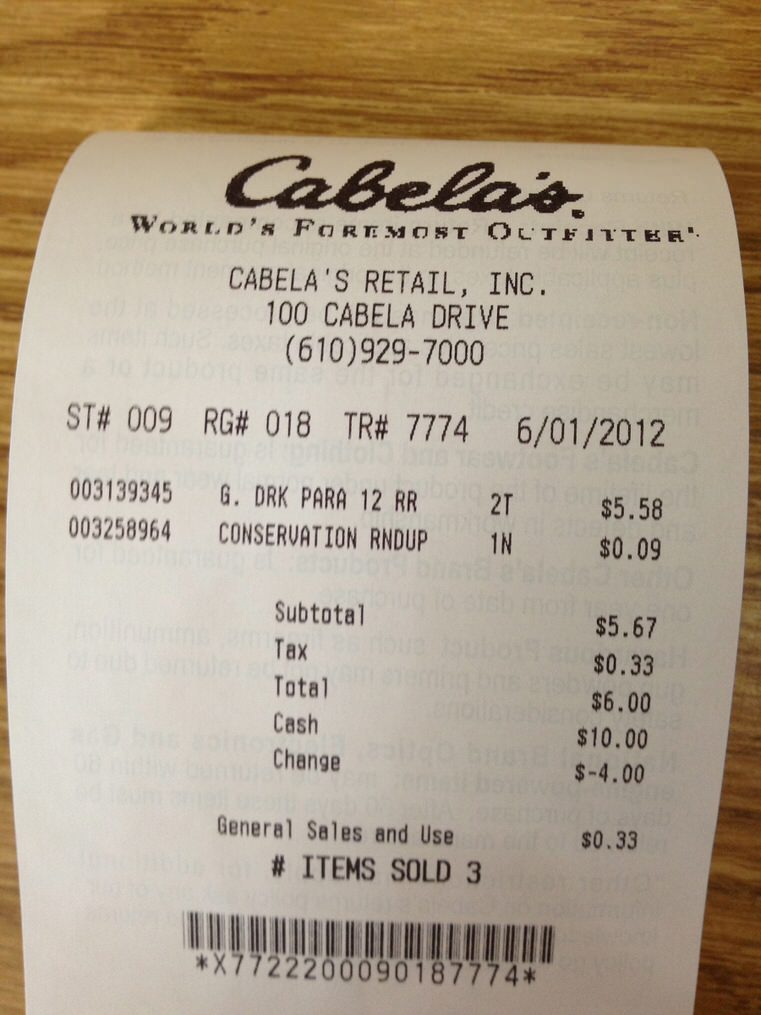 Cabela's.
WORLD'S FOREMOST OUTFITTER
CABELA'S RETAIL, INC.
100 CABELA DRIVE
(610)929-7000
ST# 009 RG# 018 TR# 7774 6/01/2012
003139345 G. DRK PARA 12 RR 2T $5.58
003258964 CONSERVATION RNDUP 1N $0.09
Subtotal $5.67
Tax $0.33
Total $6.00
Cash $10.00
Change $-4.00
General Sales and Use $0.33
# ITEMS SOLD 3
*X7722200090187774*